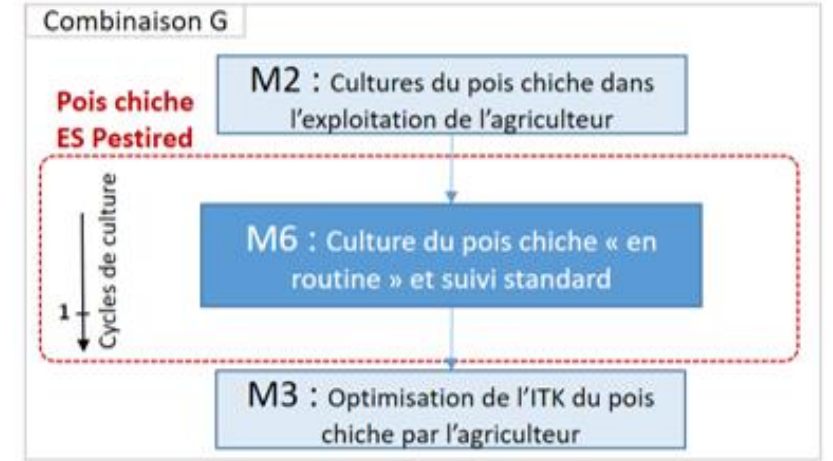 Combinaison G
M2 : Cultures du pois chiche dans
l'exploitation de l'agriculteur
Pois chiche
ES Pestired
Cycles de culture
1
M6 : Culture du pois chiche « en
routine » et suivi standard
M3 : Optimisation de l'ITK du pois
chiche par l'agriculteur